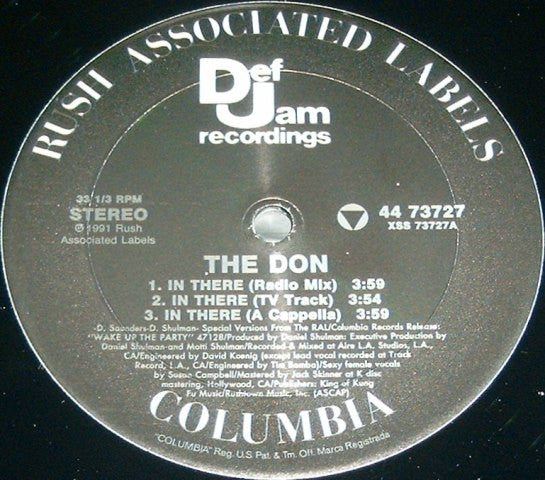 RUSH ASSOCIATED LABELS
Def
Jam
recordings
33 1/3 RPM
STEREO
℗ 1991 Rush
Associated Labels
44 73727
XSS 73727A
THE DON
1. IN THERE (Radio Mix) 3:59
2. IN THERE (TV Track) 3:54
3. IN THERE (A Cappella) 3:59
-D. Saunders-D. Shulman- Special Versions From The RAL/Columbia Records Release:
"WAKE UP THE PARTY" 47128/Produced by Daniel Shulman: Executive Production by
Daniel Shulman and Motti Shulman/Recorded & Mixed at Aire L.A. Studios, L.A.,
CA/Engineered by David Koenig (except lead vocal recorded at Track
Record, L.A., CA/Engineered by Tim Bomba)/Sexy female vocals
by Susan Campbell/Mastered by Jack Skinner at K disc
mastering, Hollywood, CA/Publishers: King of Kung
Fu Music/Rushtown Music, Inc. (ASCAP)
COLUMBIA
"COLUMBIA" Reg. U.S. Pat. & Tm. Off. Marca Registrada